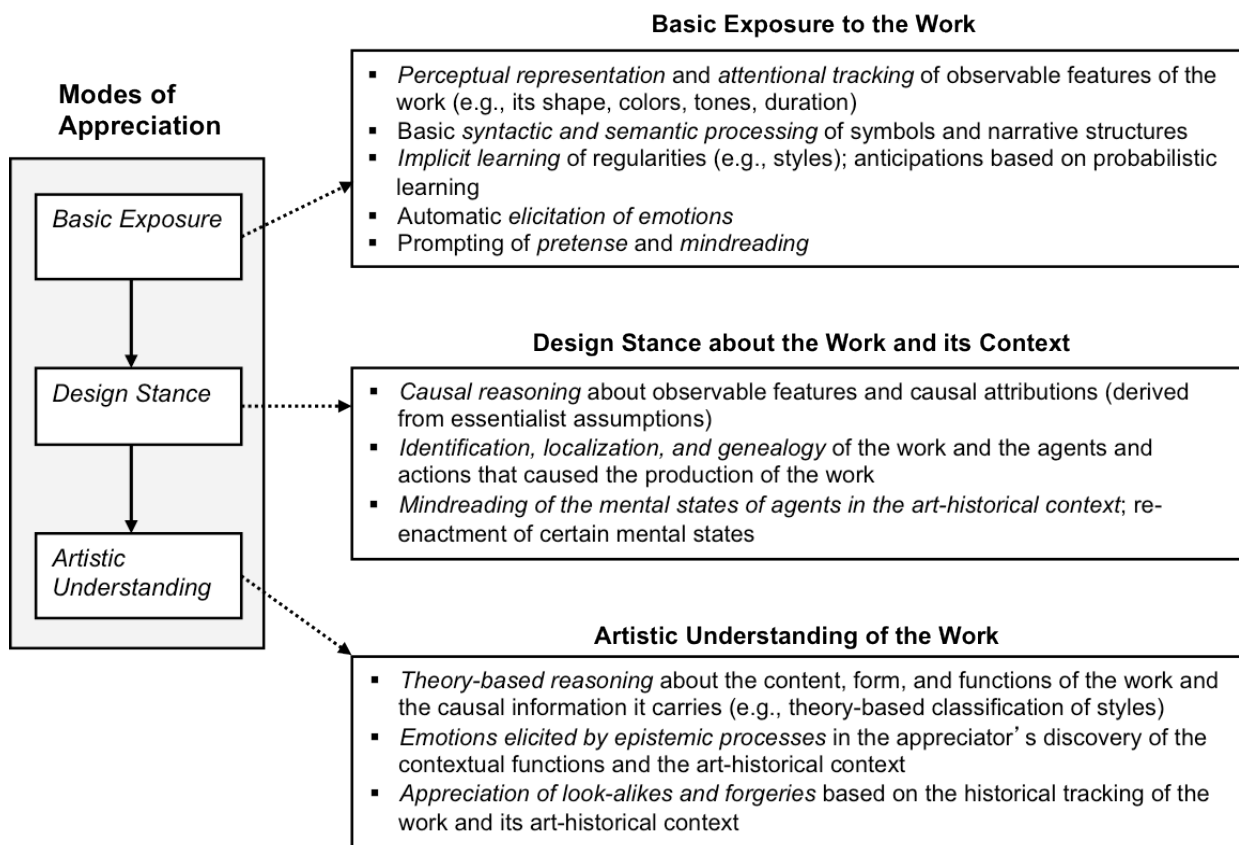 Modes of
Appreciation
Basic Exposure
Design Stance
Artistic
Understanding
Basic Exposure to the Work
▪ Perceptual representation and attentional tracking of observable features of the
work (e.g., its shape, colors, tones, duration)
▪ Basic syntactic and semantic processing of symbols and narrative structures
▪ Implicit learning of regularities (e.g., styles); anticipations based on probabilistic
learning
▪ Automatic elicitation of emotions
▪ Prompting of pretense and mindreading
Design Stance about the Work and its Context
▪ Causal reasoning about observable features and causal attributions (derived
from essentialist assumptions)
▪ Identification, localization, and genealogy of the work and the agents and
actions that caused the production of the work
▪ Mindreading of the mental states of agents in the art-historical context; re-
enactment of certain mental states
Artistic Understanding of the Work
▪ Theory-based reasoning about the content, form, and functions of the work and
the causal information it carries (e.g., theory-based classification of styles)
▪ Emotions elicited by epistemic processes in the appreciator’s discovery of the
contextual functions and the art-historical context
▪ Appreciation of look-alikes and forgeries based on the historical tracking of the
work and its art-historical context